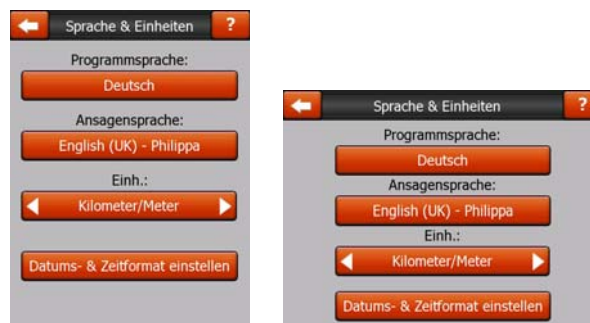 Sprache & Einheiten ?
Programmsprache:
Deutsch
Ansagensprache:
English (UK) - Philippa
Einh.:
Kilometer/Meter
Datums- & Zeitformat einstellen
Sprache & Einheiten ?
Programmsprache:
Deutsch
Ansagensprache:
English (UK) - Philippa
Einh.:
Kilometer/Meter
Datums- & Zeitformat einstellen